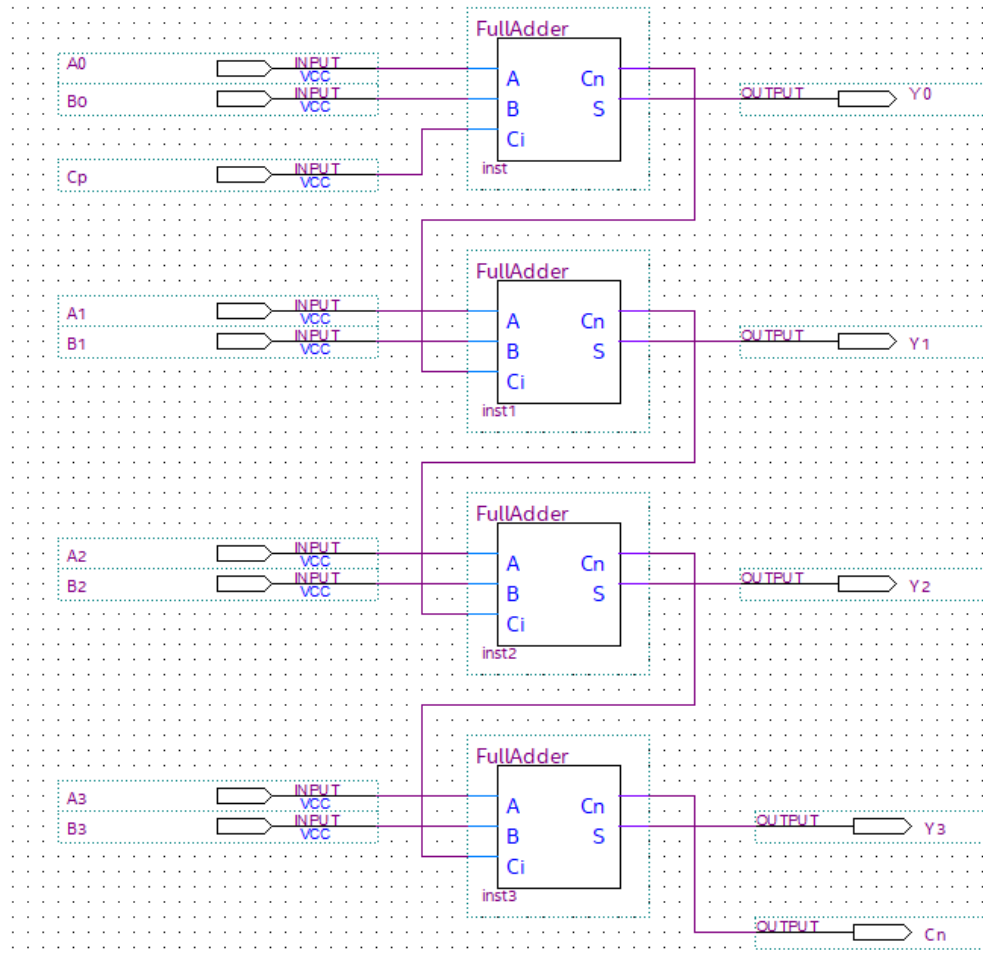 FullAdder
A0 INPUT VCC
A Cn
Bo INPUT VCC
OUTPUT Y0
B S
Ci
Cp INPUT VCC
inst
FullAdder
A1 INPUT VCC
A Cn
B1 INPUT VCC
OUTPUT Y1
B S
Ci
inst1
FullAdder
A2 INPUT VCC
A Cn
B2 INPUT VCC
OUTPUT Y2
B S
Ci
inst2
FullAdder
A3 INPUT VCC
A Cn
B3 INPUT VCC
OUTPUT Y3
B S
Ci
inst3
OUTPUT Cn